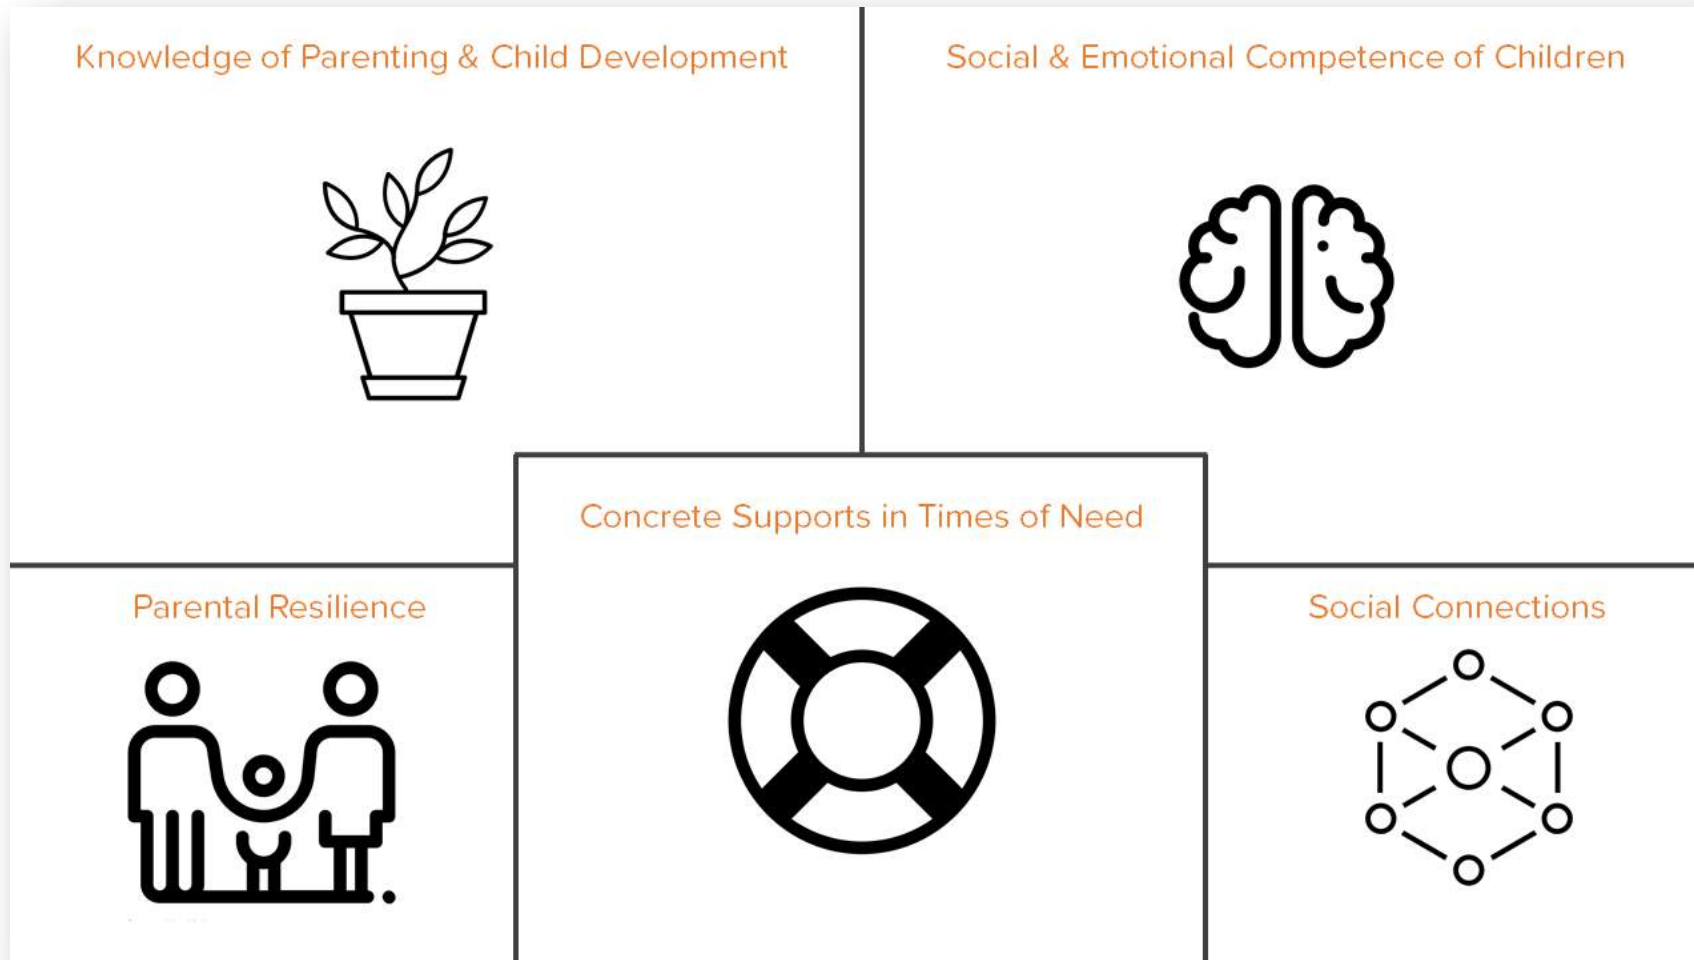 Knowledge of Parenting & Child Development
Social & Emotional Competence of Children
Concrete Supports in Times of Need
Parental Resilience
Social Connections